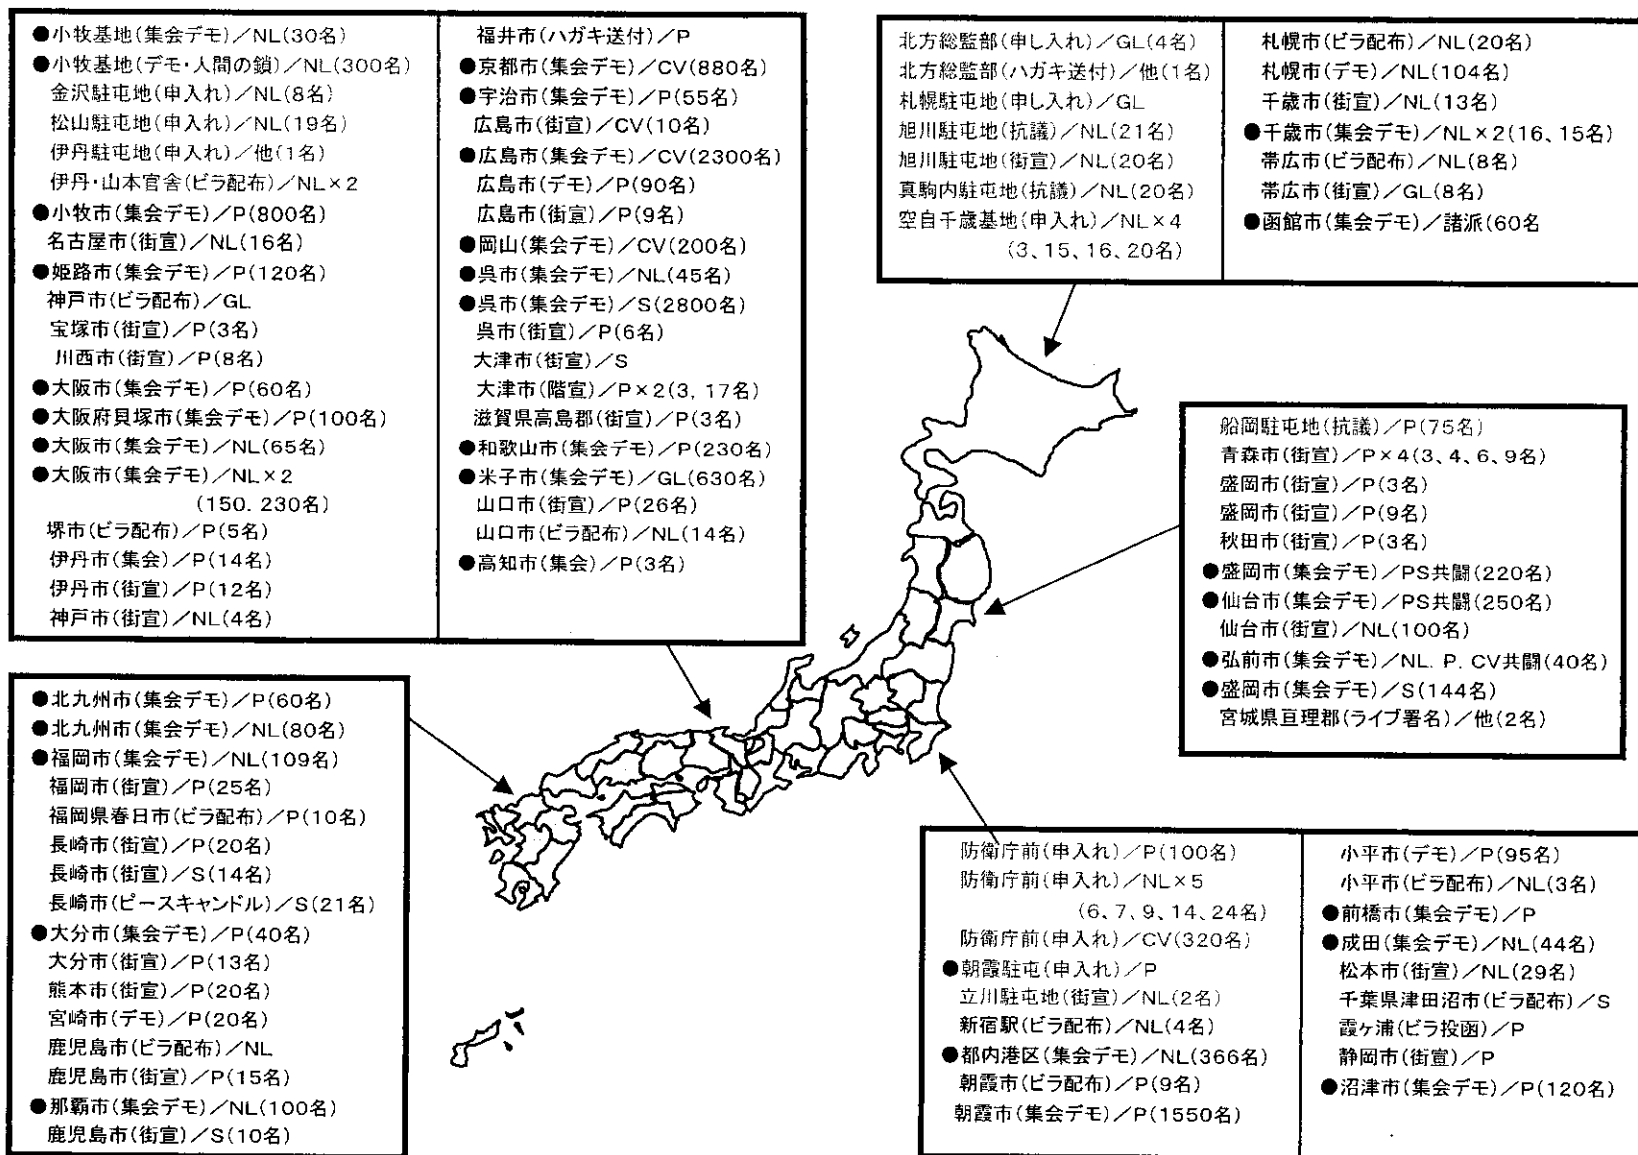 ●小牧基地(集会デモ)／NL(30名)
●小牧基地(デモ・人間の鎖)／NL(300名)
金沢駐屯地(申入れ)／NL(8名)
松山駐屯地(申入れ)／NL(19名)
伊丹駐屯地(申入れ)／他(1名)
伊丹・山本官舎(ビラ配布)／NL×2
●小牧市(集会デモ)／P(800名)
名古屋市(街宣)／NL(16名)
●姫路市(集会デモ)／P(120名)
神戸市(ビラ配布)／GL
宝塚市(街宣)／P(3名)
川西市(街宣)／P(8名)
●大阪市(集会デモ)／P(60名)
●大阪府貝塚市(集会デモ)／P(100名)
●大阪市(集会デモ)／NL(65名)
●大阪市(集会デモ)／NL×2
(150. 230名)
堺市(ビラ配布)／P(5名)
伊丹市(集会)／P(14名)
伊丹市(街宣)／P(12名)
神戸市(街宣)／NL(4名)
福井市(ハガキ送付)／P
●京都市(集会デモ)／CV(880名)
●宇治市(集会デモ)／P(55名)
広島市(街宣)／CV(10名)
●広島市(集会デモ)／CV(2300名)
広島市(デモ)／P(90名)
広島市(街宣)／P(9名)
●岡山(集会デモ)／CV(200名)
●呉市(集会デモ)／NL(45名)
●呉市(集会デモ)／S(2800名)
呉市(街宣)／P(6名)
大津市(街宣)／S
大津市(階宣)／P×2(3, 17名)
滋賀県高島郡(街宣)／P(3名)
●和歌山市(集会デモ)／P(230名)
●米子市(集会デモ)／GL(630名)
山口市(街宣)／P(26名)
山口市(ビラ配布)／NL(14名)
●高知市(集会)／P(3名)
北方総監部(申し入れ)／GL(4名)
北方総監部(ハガキ送付)／他(1名)
札幌駐屯地(申し入れ)／GL
旭川駐屯地(抗議)／NL(21名)
旭川駐屯地(街宣)／NL(20名)
真駒内駐屯地(抗議)／NL(20名)
空自千歳基地(申入れ)／NL×4
(3、15、16、20名)
札幌市(ビラ配布)／NL(20名)
札幌市(デモ)／NL(104名)
千歳市(街宣)／NL(13名)
●千歳市(集会デモ)／NL×2(16、15名)
帯広市(ビラ配布)／NL(8名)
帯広市(街宣)／GL(8名)
●函館市(集会デモ)／諸派(60名
船岡駐屯地(抗議)／P(75名)
青森市(街宣)／P×4(3、4、6、9名)
盛岡市(街宣)／P(3名)
盛岡市(街宣)／P(9名)
秋田市(街宣)／P(3名)
●盛岡市(集会デモ)／PS共闘(220名)
●仙台市(集会デモ)／PS共闘(250名)
仙台市(街宣)／NL(100名)
●弘前市(集会デモ)／NL. P. CV共闘(40名)
●盛岡市(集会デモ)／S(144名)
宮城県亘理郡(ライブ署名)／他(2名)
●北九州市(集会デモ)／P(60名)
●北九州市(集会デモ)／NL(80名)
●福岡市(集会デモ)／NL(109名)
福岡市(街宣)／P(25名)
福岡県春日市(ビラ配布)／P(10名)
長崎市(街宣)／P(20名)
長崎市(街宣)／S(14名)
長崎市(ピースキャンドル)／S(21名)
●大分市(集会デモ)／P(40名)
大分市(街宣)／P(13名)
熊本市(街宣)／P(20名)
宮崎市(デモ)／P(20名)
鹿児島市(ビラ配布)／NL
鹿児島市(街宣)／P(15名)
●那覇市(集会デモ)／NL(100名)
鹿児島市(街宣)／S(10名)
防衛庁前(申入れ)／P(100名)
防衛庁前(申入れ)／NL×5
(6、7、9、14、24名)
防衛庁前(申入れ)／CV(320名)
●朝霞駐屯(申入れ)／P
立川駐屯地(街宣)／NL(2名)
新宿駅(ビラ配布)／NL(4名)
●都内港区(集会デモ)／NL(366名)
朝霞市(ビラ配布)／P(9名)
朝霞市(集会デモ)／P(1550名)
小平市(デモ)／P(95名)
小平市(ビラ配布)／NL(3名)
●前橋市(集会デモ)／P
●成田(集会デモ)／NL(44名)
松本市(街宣)／NL(29名)
千葉県津田沼市(ビラ配布)／S
霞ヶ浦(ビラ投函)／P
静岡市(街宣)／P
●沼津市(集会デモ)／P(120名)